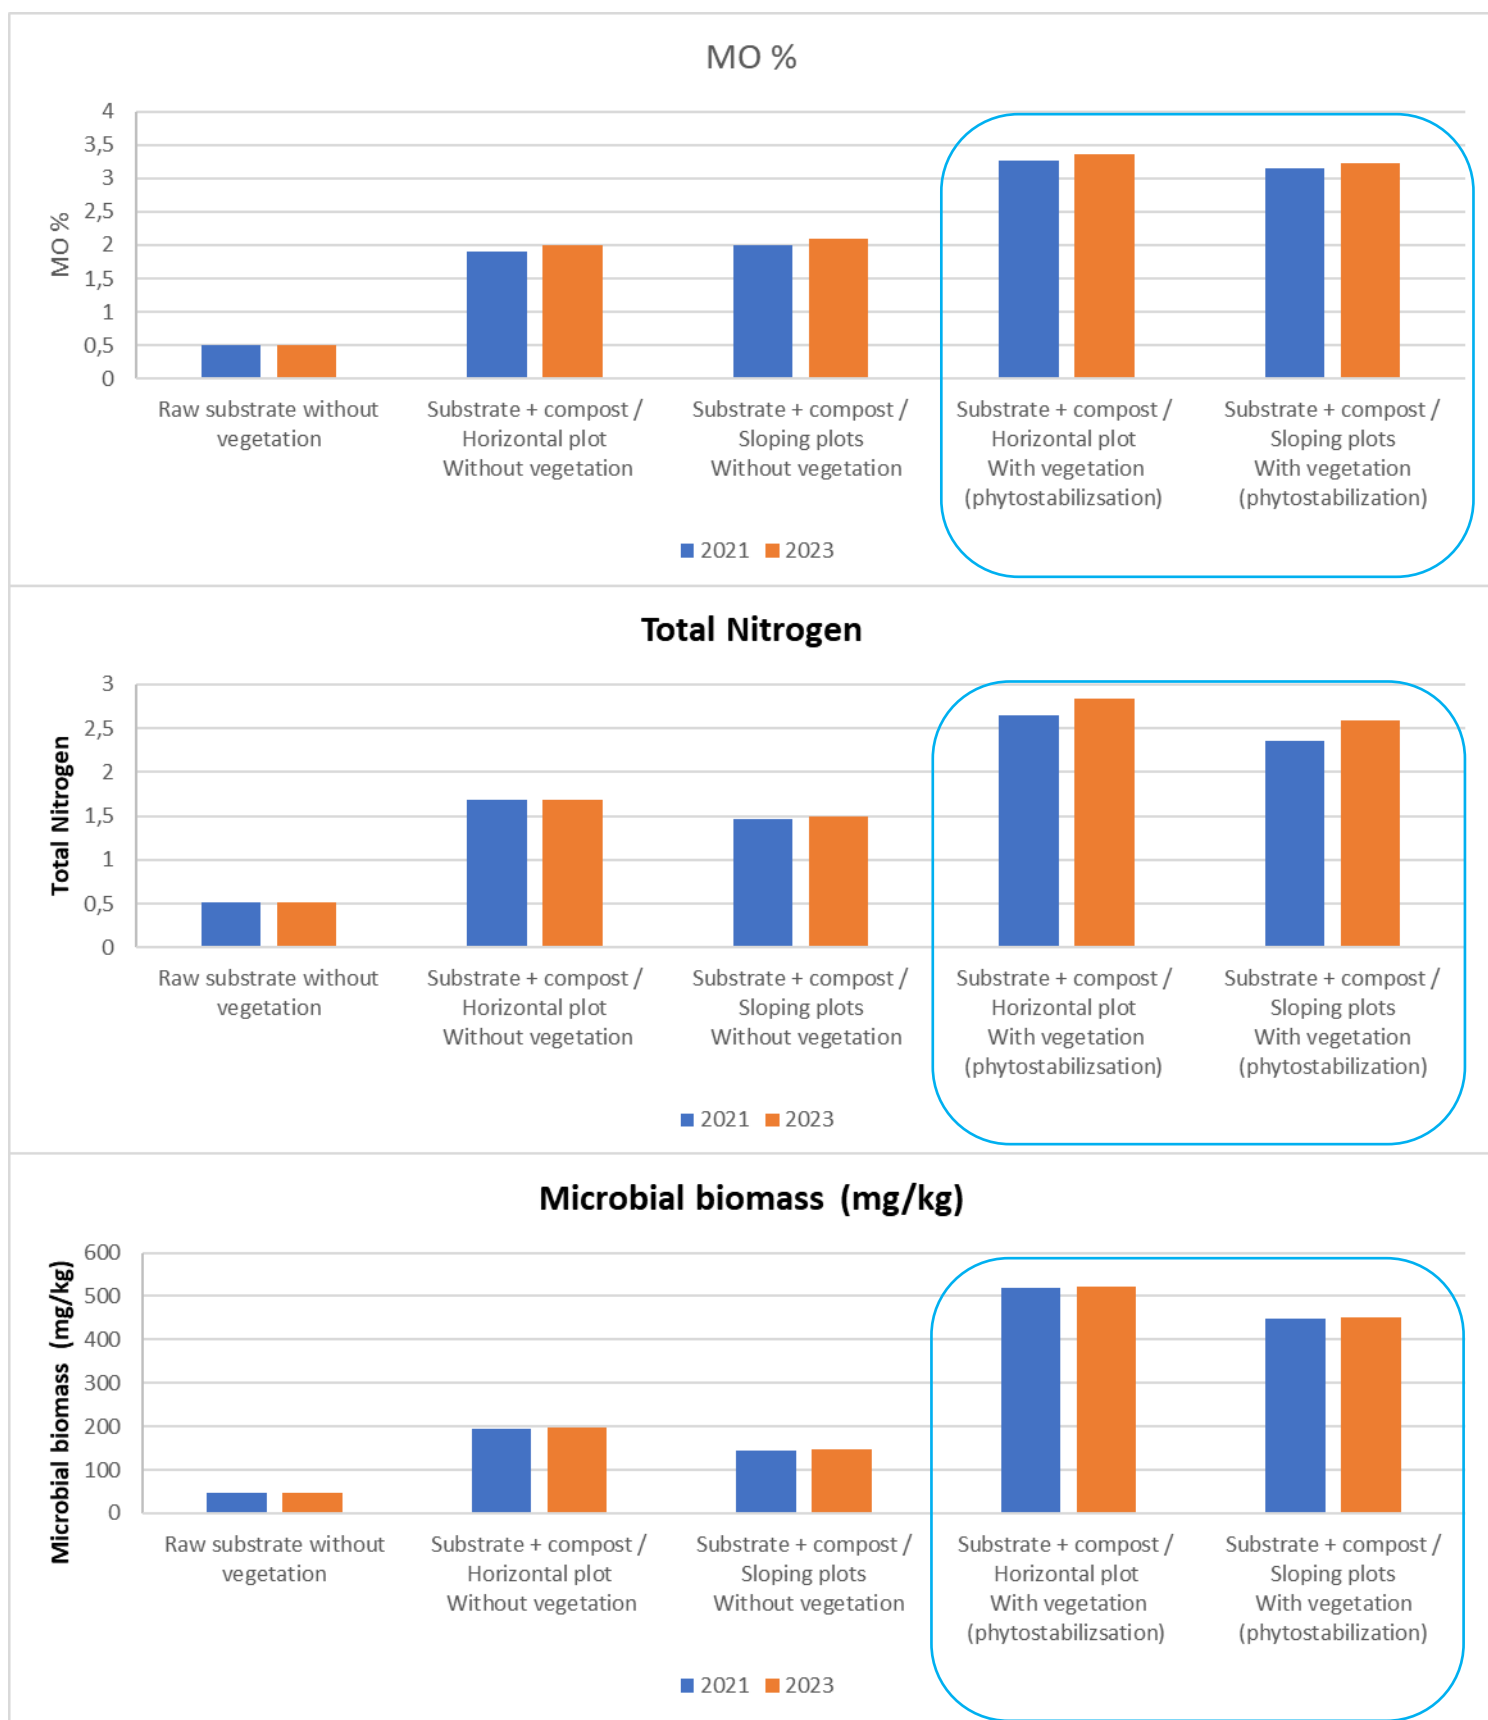 MO %
4
3,5
3
2,5
2
1,5
1
0,5
0
MO %
Raw substrate without
vegetation
Substrate + compost /
Horizontal plot
Without vegetation
Substrate + compost /
Sloping plots
Without vegetation
Substrate + compost /
Horizontal plot
With vegetation
(phytostabilizsation)
Substrate + compost /
Sloping plots
With vegetation
(phytostabilization)
2021 2023
Total Nitrogen
3
2,5
2
1,5
1
0,5
0
Total Nitrogen
Raw substrate without
vegetation
Substrate + compost /
Horizontal plot
Without vegetation
Substrate + compost /
Sloping plots
Without vegetation
Substrate + compost /
Horizontal plot
With vegetation
(phytostabilizsation)
Substrate + compost /
Sloping plots
With vegetation
(phytostabilization)
2021 2023
Microbial biomass (mg/kg)
600
500
400
300
200
100
0
Microbial biomass (mg/kg)
Raw substrate without
vegetation
Substrate + compost /
Horizontal plot
Without vegetation
Substrate + compost /
Sloping plots
Without vegetation
Substrate + compost /
Horizontal plot
With vegetation
(phytostabilizsation)
Substrate + compost /
Sloping plots
With vegetation
(phytostabilization)
2021 2023